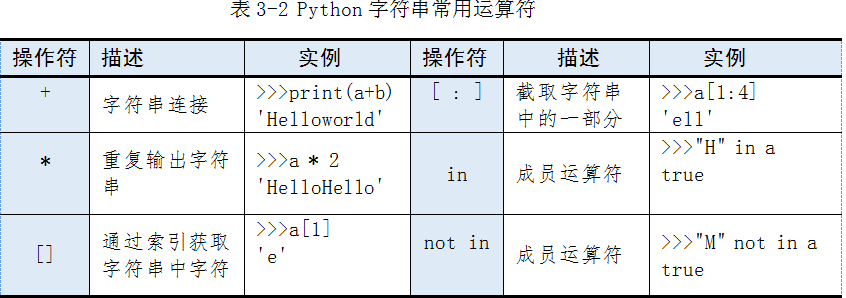 表 3-2 Python 字符串常用运算符
操作符 描述 实例 操作符 描述 实例
+ 字符串连接 >>>print(a+b) [ : ] 截取字符串 >>>a[1:4]
'Helloworld' 中的一部分 'ell'
* 重复输出字符 >>>a * 2 in 成员运算符 >>>"H" in a
串 'HelloHello' true
[] 通过索引获取 >>>a[1] not in 成员运算符 >>>"M" not in a
字符串中字符 'e' true